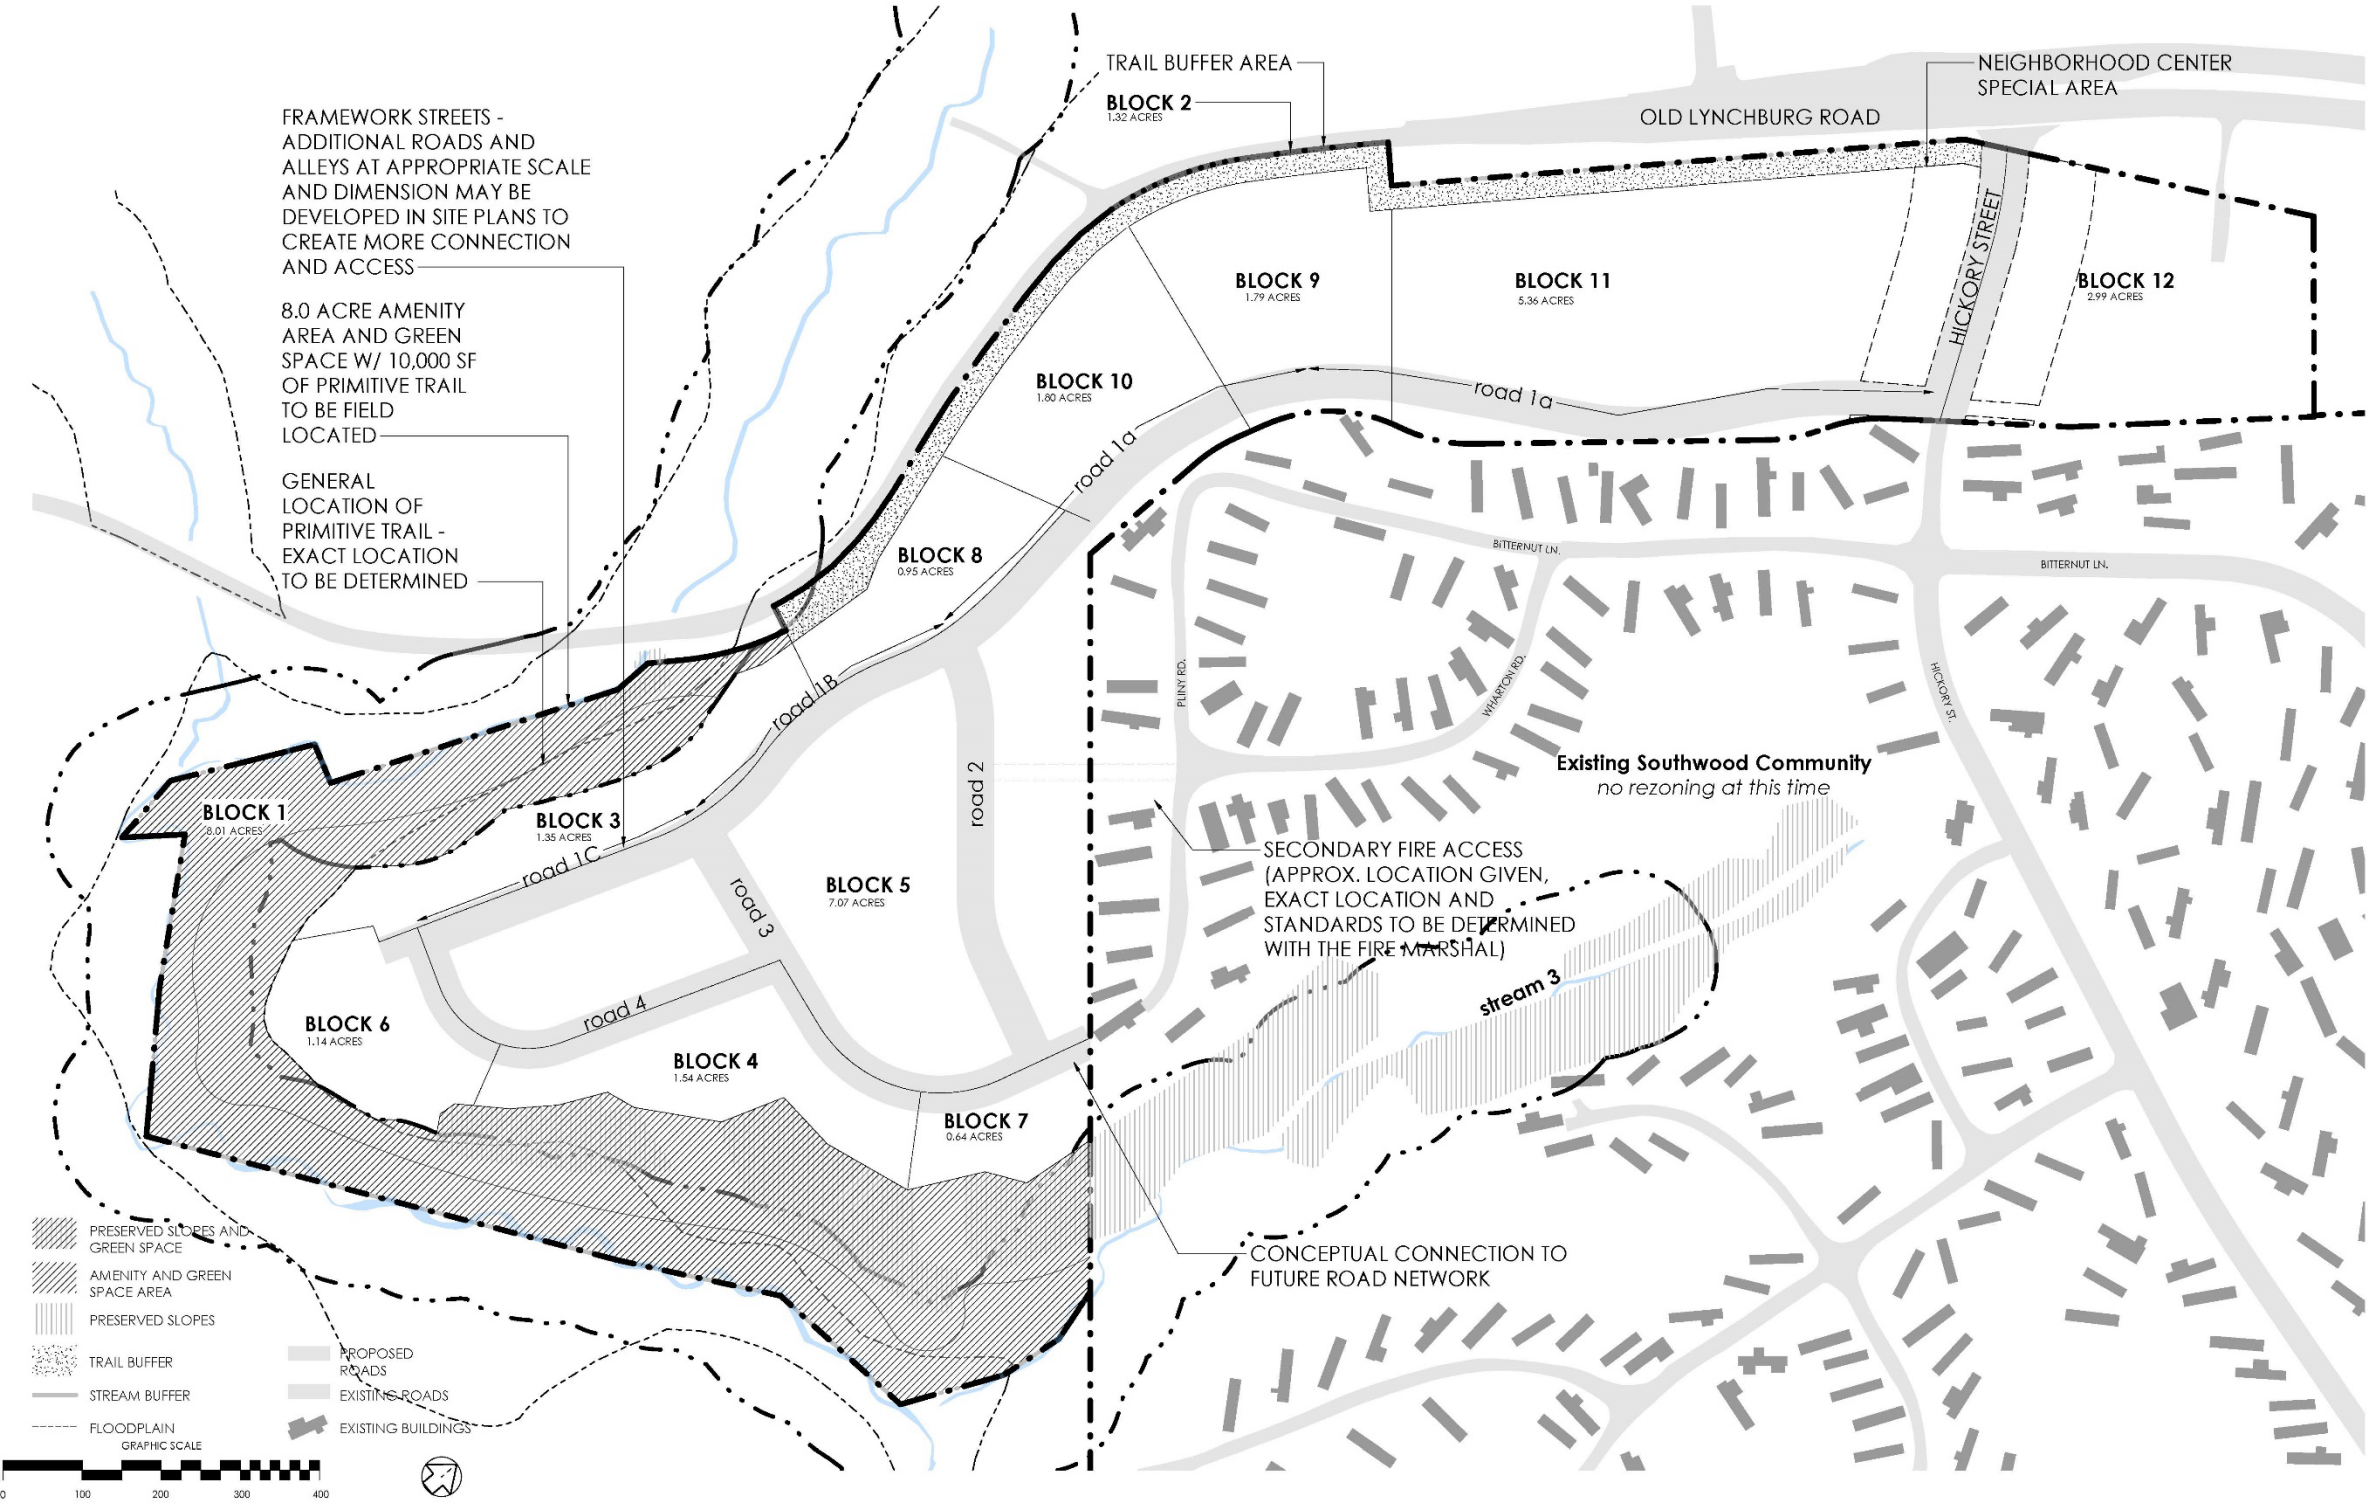 TRAIL BUFFER AREA
BLOCK 2
1.32 ACRES
NEIGHBORHOOD CENTER
SPECIAL AREA
OLD LYNCHBURG ROAD
FRAMEWORK STREETS -
ADDITIONAL ROADS AND
ALLEYS AT APPROPRIATE SCALE
AND DIMENSION MAY BE
DEVELOPED IN SITE PLANS TO
CREATE MORE CONNECTION
AND ACCESS
8.0 ACRE AMENITY
AREA AND GREEN
SPACE W/ 10,000 SF
OF PRIMITIVE TRAIL
TO BE FIELD
LOCATED
GENERAL
LOCATION OF
PRIMITIVE TRAIL -
EXACT LOCATION
TO BE DETERMINED
BLOCK 9
1.79 ACRES
BLOCK 11
5.36 ACRES
HICKORY STREET
BLOCK 12
2.99 ACRES
BLOCK 10
1.80 ACRES
road 1a
road 1a
BLOCK 8
0.95 ACRES
BITTERNUT LN.
BITTERNUT LN.
PLINY RD.
WHARTON RD.
HICKORY ST.
road 1B
road 2
Existing Southwood Community
no rezoning at this time
BLOCK 1
8.01 ACRES
BLOCK 3
1.35 ACRES
road 1C
road 3
BLOCK 5
7.07 ACRES
SECONDARY FIRE ACCESS
(APPROX. LOCATION GIVEN,
EXACT LOCATION AND
STANDARDS TO BE DETERMINED
WITH THE FIRE MARSHAL)
stream 3
BLOCK 6
1.14 ACRES
road 4
BLOCK 4
1.54 ACRES
BLOCK 7
0.64 ACRES
CONCEPTUAL CONNECTION TO
FUTURE ROAD NETWORK
PRESERVED SLOPES AND
GREEN SPACE
AMENITY AND GREEN
SPACE AREA
PRESERVED SLOPES
TRAIL BUFFER
STREAM BUFFER
FLOODPLAIN
PROPOSED
ROADS
EXISTING ROADS
EXISTING BUILDINGS
GRAPHIC SCALE
0 100 200 300 400